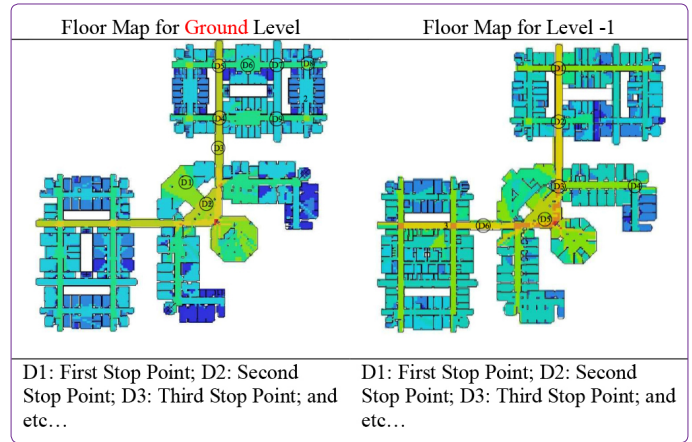 Floor Map for Ground Level
Floor Map for Level -1
D5 D6 D7 D8
D4 D9
D3
D1
D2
D1
D2
D3 D4
D5
D6
D1: First Stop Point; D2: Second
Stop Point; D3: Third Stop Point; and
etc…
D1: First Stop Point; D2: Second
Stop Point; D3: Third Stop Point; and
etc…